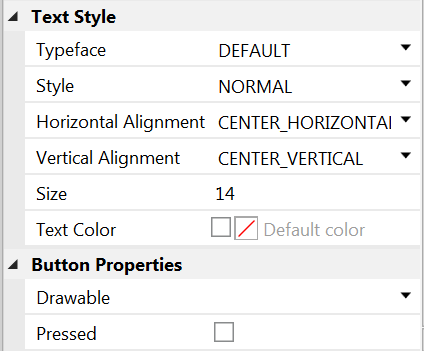 Text Style
Typeface DEFAULT
Style NORMAL
Horizontal Alignment CENTER_HORIZONTAL
Vertical Alignment CENTER_VERTICAL
Size 14
Text Color Default color
Button Properties
Drawable
Pressed